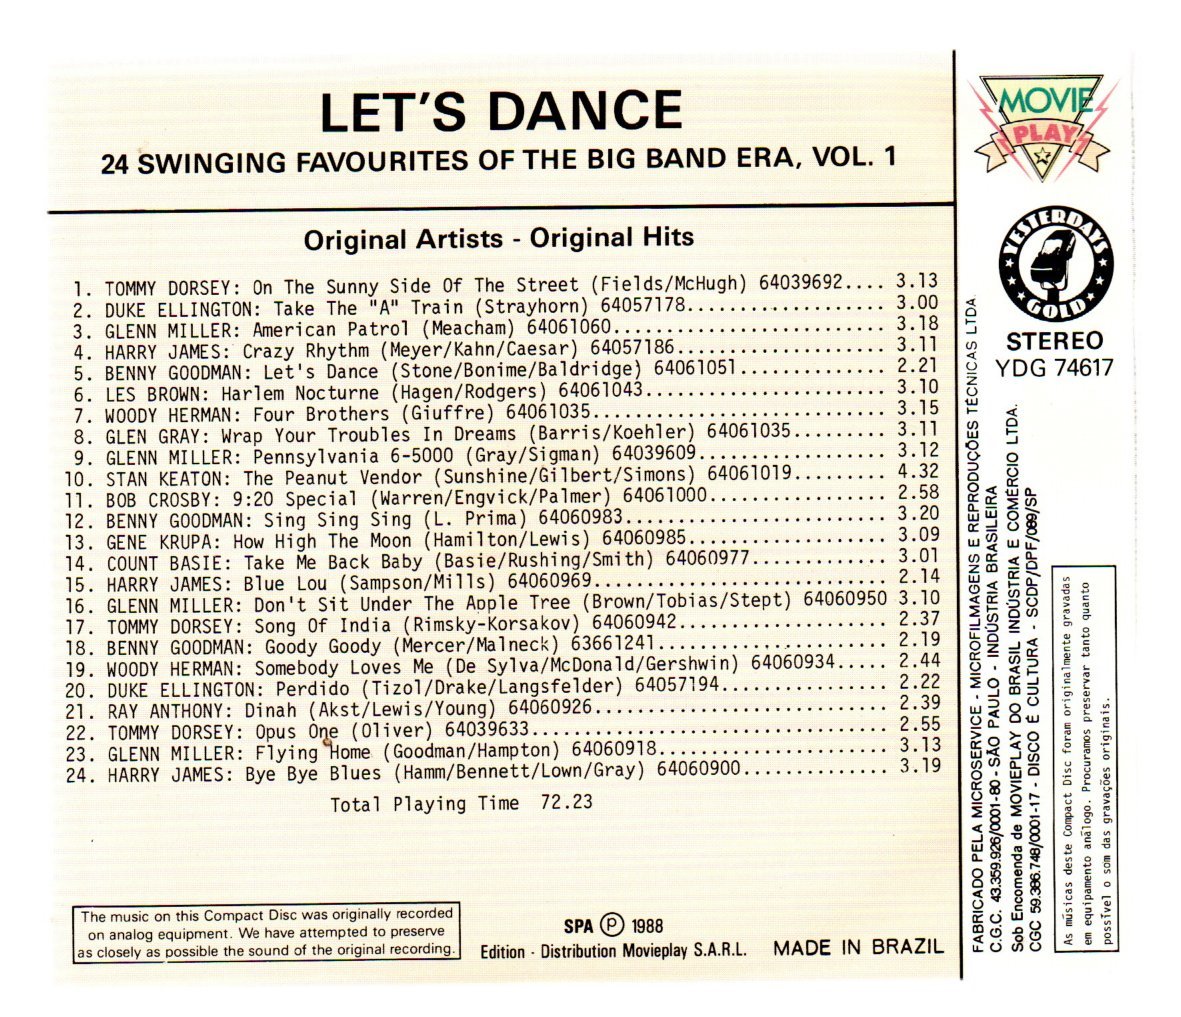 LET'S DANCE
24 SWINGING FAVOURITES OF THE BIG BAND ERA, VOL. 1
Original Artists - Original Hits
1. TOMMY DORSEY: On The Sunny Side Of The Street (Fields/McHugh) 64039692.... 3.13
2. DUKE ELLINGTON: Take The "A" Train (Strayhorn) 64057178................... 3.00
3. GLENN MILLER: American Patrol (Meacham) 64061060.......................... 3.18
4. HARRY JAMES: Crazy Rhythm (Meyer/Kahn/Caesar) 64057186.................... 3.11
5. BENNY GOODMAN: Let's Dance (Stone/Bonime/Baldridge) 64061051.............. 2.21
6. LES BROWN: Harlem Nocturne (Hagen/Rodgers) 64061043....................... 3.10
7. WOODY HERMAN: Four Brothers (Giuffre) 64061035............................ 3.15
8. GLEN GRAY: Wrap Your Troubles In Dreams (Barris/Koehler) 64061035......... 3.11
9. GLENN MILLER: Pennsylvania 6-5000 (Gray/Sigman) 64039609.................. 3.12
10. STAN KEATON: The Peanut Vendor (Sunshine/Gilbert/Simons) 64061019......... 4.32
11. BOB CROSBY: 9:20 Special (Warren/Engvick/Palmer) 64061000................. 2.58
12. BENNY GOODMAN: Sing Sing Sing (L. Prima) 64060983......................... 3.20
13. GENE KRUPA: How High The Moon (Hamilton/Lewis) 64060985................... 3.09
14. COUNT BASIE: Take Me Back Baby (Basie/Rushing/Smith) 64060977............. 3.01
15. HARRY JAMES: Blue Lou (Sampson/Mills) 64060969............................ 2.14
16. GLENN MILLER: Don't Sit Under The Apple Tree (Brown/Tobias/Stept) 64060950 3.10
17. TOMMY DORSEY: Song Of India (Rimsky-Korsakov) 64060942.................... 2.37
18. BENNY GOODMAN: Goody Goody (Mercer/Malneck) 63661241...................... 2.19
19. WOODY HERMAN: Somebody Loves Me (De Sylva/McDonald/Gershwin) 64060934..... 2.44
20. DUKE ELLINGTON: Perdido (Tizol/Drake/Langsfelder) 64057194................ 2.22
21. RAY ANTHONY: Dinah (Akst/Lewis/Young) 64060926............................ 2.39
22. TOMMY DORSEY: Opus One (Oliver) 64039633.................................. 2.55
23. GLENN MILLER: Flying Home (Goodman/Hampton) 64060918...................... 3.13
24. HARRY JAMES: Bye Bye Blues (Hamm/Bennett/Lown/Gray) 64060900.............. 3.19
Total Playing Time 72.23
The music on this Compact Disc was originally recorded
on analog equipment. We have attempted to preserve
as closely as possible the sound of the original recording.
SPA Ⓟ 1988
Edition - Distribution Movieplay S.A.R.L.
MADE IN BRAZIL
MOVIE
PLAY
YESTERDAYS
GOLD
STEREO
YDG 74617
FABRICADO PELA MICROSERVICE - MICROFILMAGENS E REPRODUÇÕES TÉCNICAS LTDA.
C.G.C. 43.359.926/0001-80 - SÃO PAULO - INDÚSTRIA BRASILEIRA
Sob Encomenda de MOVIEPLAY DO BRASIL INDÚSTRIA E COMÉRCIO LTDA.
CGC 59.386.748/0001-17 - DISCO É CULTURA - SCDP/DPF/089/SP
As músicas deste Compact Disc foram originalmente gravadas
em equipamento análogo. Procuramos preservar tanto quanto
possível o som das gravações originais.